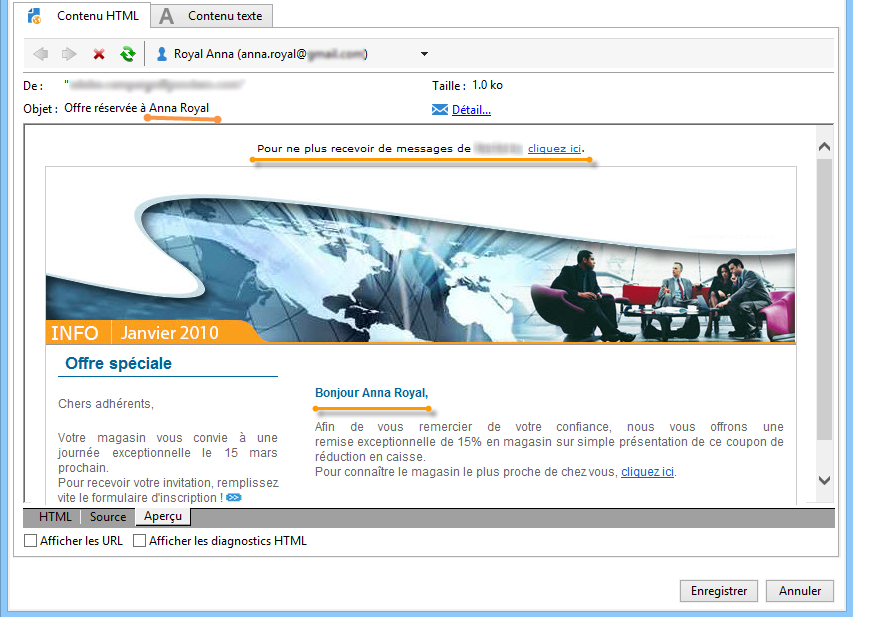 Contenu HTML
Contenu texte
Royal Anna (anna.royal@gmail.com)
De :
Taille : 1.0 ko
Objet : Offre réservée à Anna Royal
Détail...
Pour ne plus recevoir de messages de cliquez ici.
INFO Janvier 2010
Offre spéciale
Chers adhérents,
Votre magasin vous convie à une
journée exceptionnelle le 15 mars
prochain.
Pour recevoir votre invitation, remplissez
vite le formulaire d'inscription !
Bonjour Anna Royal,
Afin de vous remercier de votre confiance, nous vous offrons une
remise exceptionnelle de 15% en magasin sur simple présentation de ce coupon de
réduction en caisse.
Pour connaître le magasin le plus proche de chez vous, cliquez ici.
HTML Source Aperçu
Afficher les URL Afficher les diagnostics HTML
Enregistrer Annuler